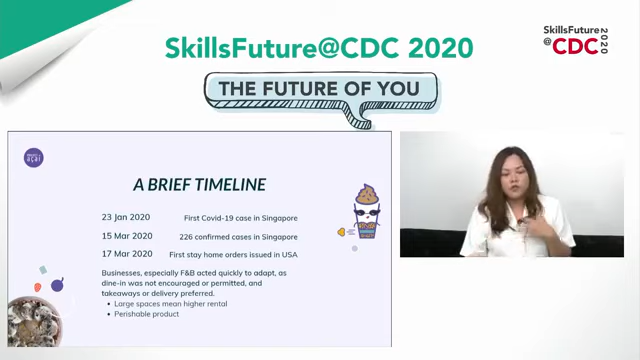 SkillsFuture@CDC 2020
SkillsFuture
@CDC 2020
THE FUTURE OF YOU
açaí
A BRIEF TIMELINE
23 Jan 2020 First Covid-19 case in Singapore
15 Mar 2020 226 confirmed cases in Singapore
17 Mar 2020 First stay home orders issued in USA
Businesses, especially F&B acted quickly to adapt, as
dine-in was not encouraged or permitted, and
takeaways or delivery preferred.
• Large spaces mean higher rental
• Perishable product